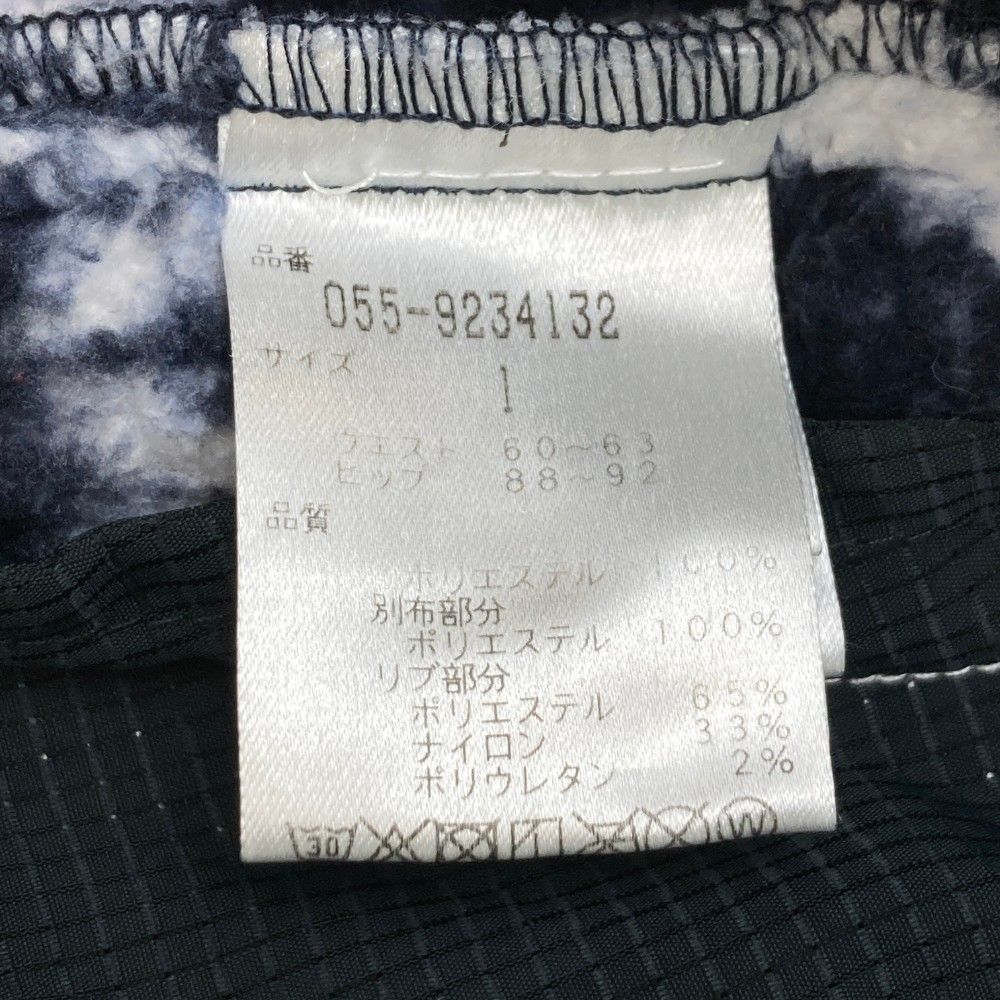 品番
055-9234132
サイズ
1
ウエスト 60～63
ヒップ 88～92
品質
ポリエステル 100%
別布部分
ポリエステル 100%
リブ部分
ポリエステル 65%
ナイロン 33%
ポリウレタン 2%
30 W